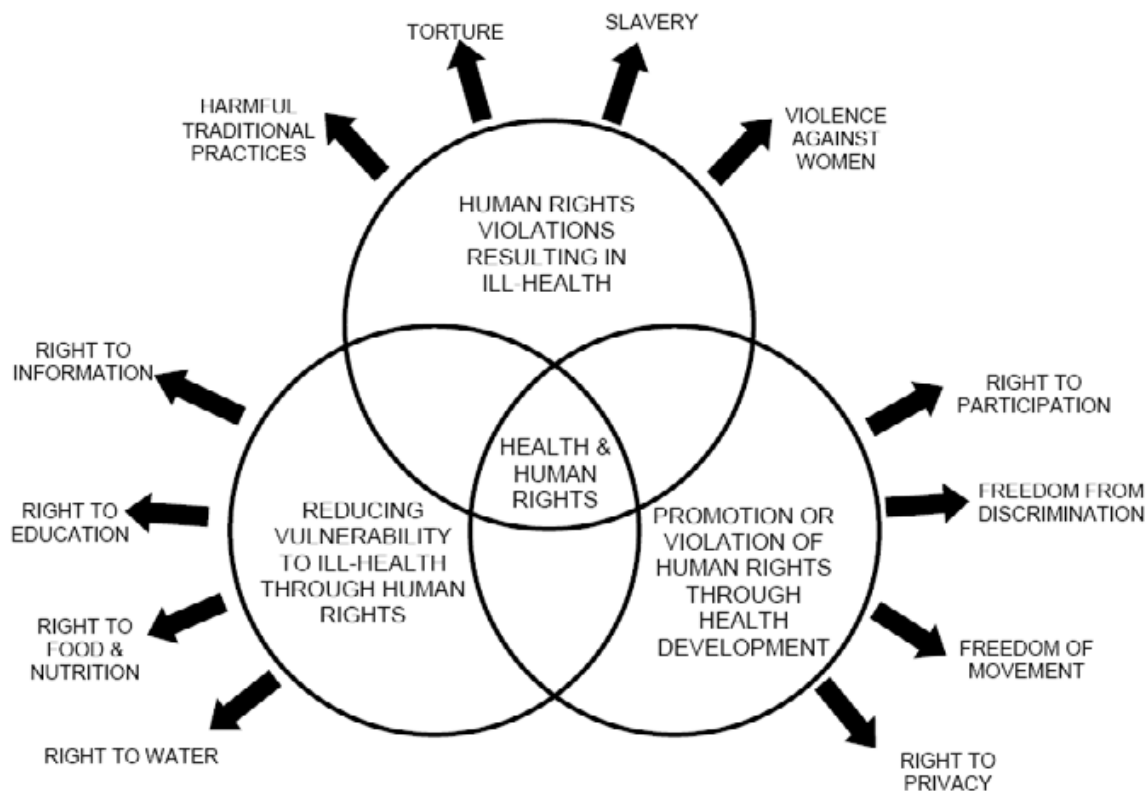 TORTURE
SLAVERY
HARMFUL
TRADITIONAL
PRACTICES
VIOLENCE
AGAINST
WOMEN
HUMAN RIGHTS
VIOLATIONS
RESULTING IN
ILL-HEALTH
RIGHT TO
INFORMATION
RIGHT TO
EDUCATION
RIGHT TO
FOOD &
NUTRITION
RIGHT TO WATER
REDUCING
VULNERABILITY
TO ILL-HEALTH
THROUGH HUMAN
RIGHTS
HEALTH &
HUMAN
RIGHTS
PROMOTION OR
VIOLATION OF
HUMAN RIGHTS
THROUGH
HEALTH
DEVELOPMENT
RIGHT TO
PARTICIPATION
FREEDOM FROM
DISCRIMINATION
FREEDOM OF
MOVEMENT
RIGHT TO
PRIVACY